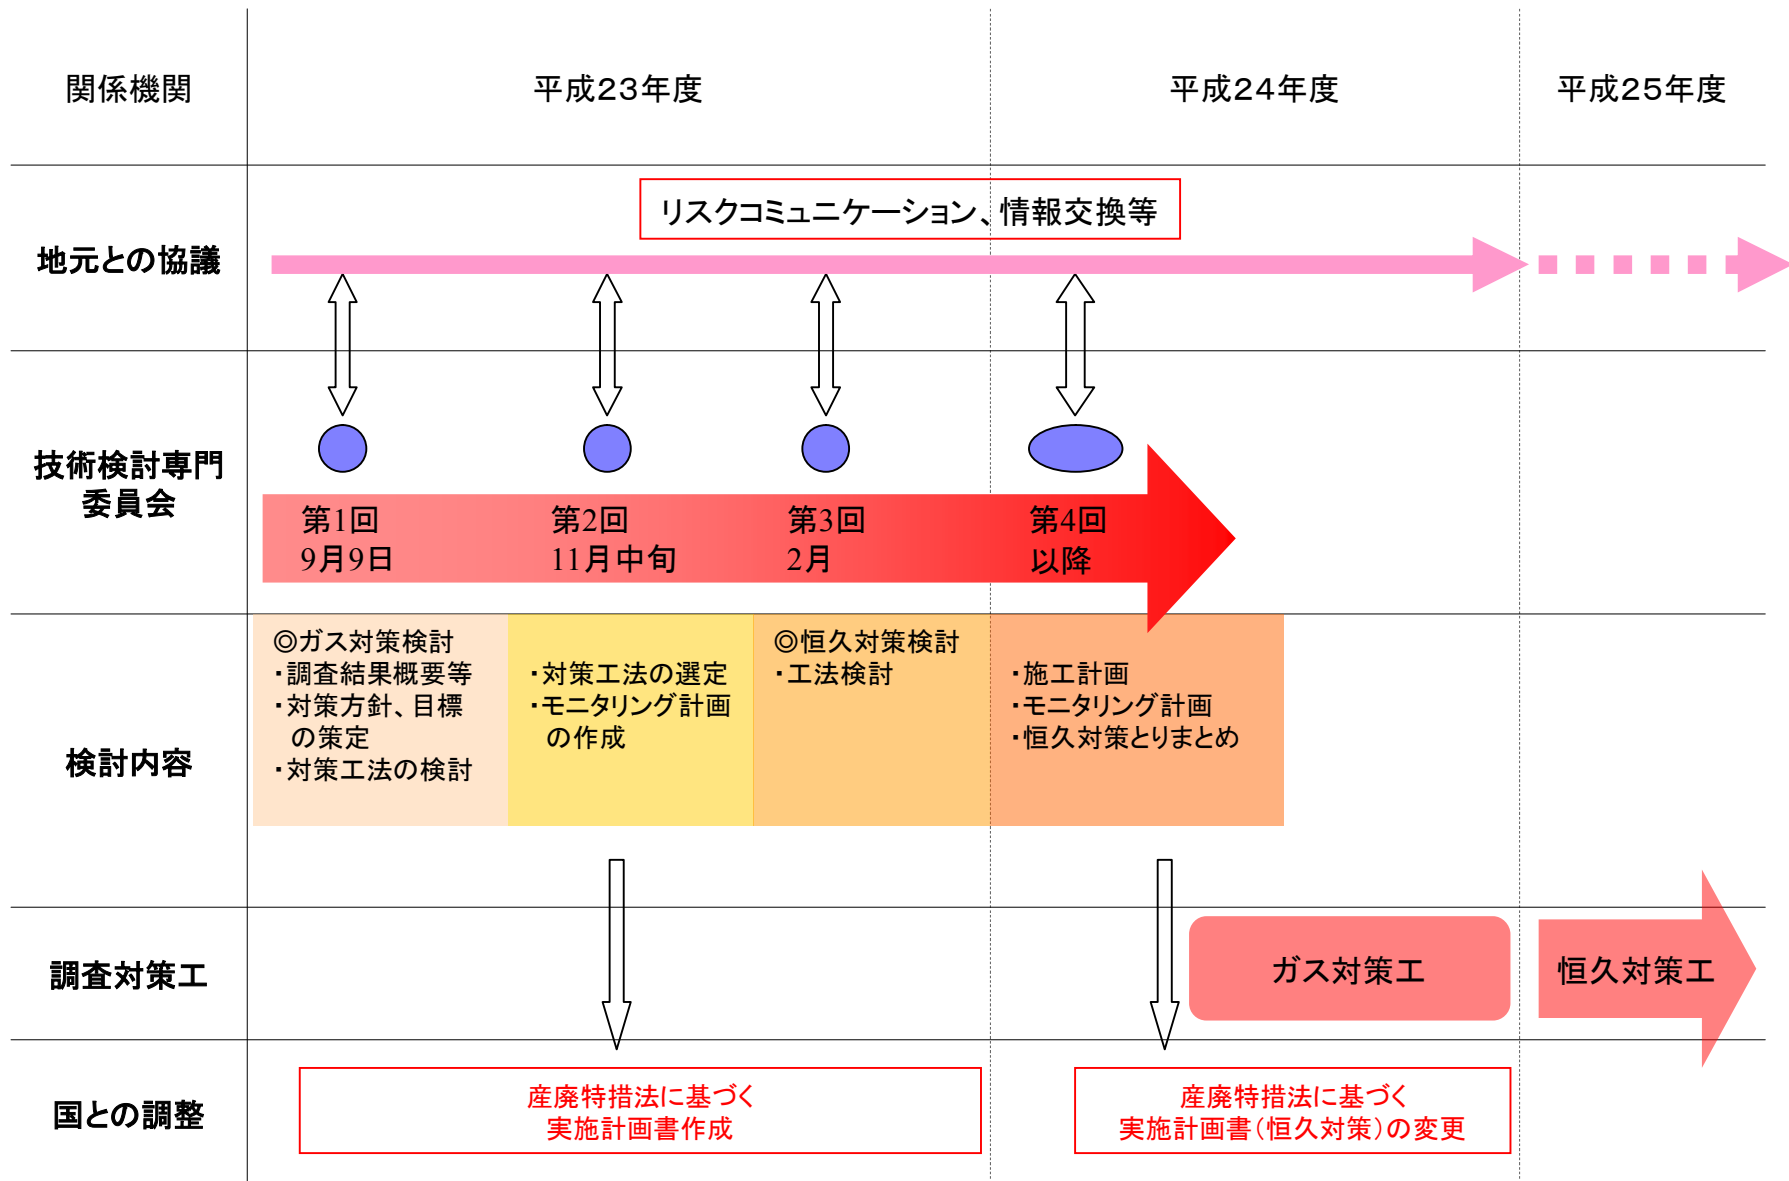 関係機関
平成23年度
平成24年度
平成25年度
地元との協議
リスクコミュニケーション、情報交換等
技術検討専門
委員会
第1回
9月9日
第2回
11月中旬
第3回
2月
第4回
以降
検討内容
◎ガス対策検討
・調査結果概要等
・対策方針、目標
の策定
・対策工法の検討
・対策工法の選定
・モニタリング計画
の作成
◎恒久対策検討
・工法検討
・施工計画
・モニタリング計画
・恒久対策とりまとめ
調査対策工
ガス対策工
恒久対策工
国との調整
産廃特措法に基づく
実施計画書作成
産廃特措法に基づく
実施計画書（恒久対策）の変更